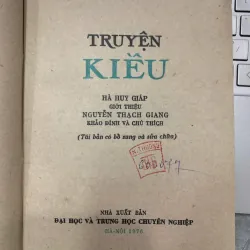 TRUYỆN
KIỀU
HÀ HUY GIÁP
GIỚI THIỆU
NGUYỄN THẠCH GIANG
KHẢO ĐÍNH VÀ CHÚ THÍCH
(Tái bản có bổ sung và sửa chữa)
NHÀ XUẤT BẢN
ĐẠI HỌC VÀ TRUNG HỌC CHUYÊN NGHIỆP
HÀ-NỘI 1976